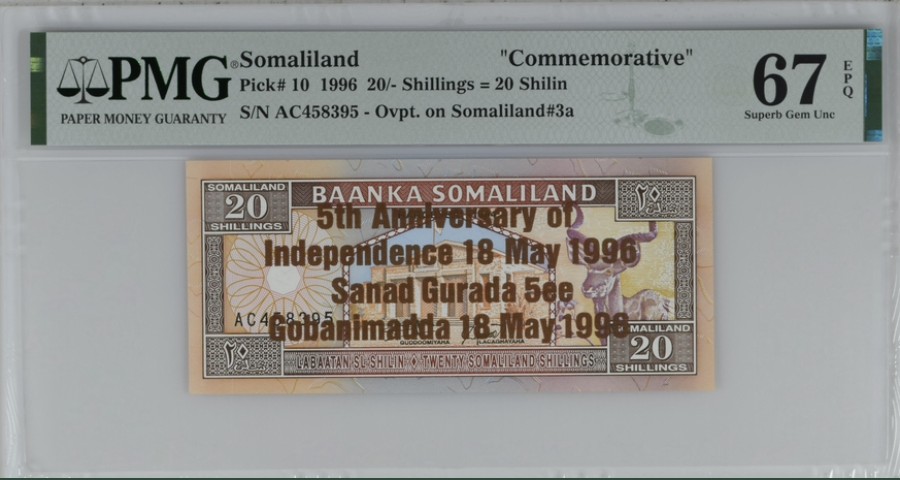 PMG® Somaliland "Commemorative"
Pick# 10 1996 20/- Shillings = 20 Shilin
PAPER MONEY GUARANTY S/N AC458395 - Ovpt. on Somaliland#3a
67 EPQ
Superb Gem Unc
SOMALILAND
20
SHILLINGS
BAANKA SOMALILAND
٢٠
5th Anniversary of
Independence 18 May 1996
Sanad Gurada 5ee
Gobanimadda 18 May 1996
AC458395
GUDDOOMIYAHA
LACAGHAYAHA
٢٠
LABAATAN SL SHILIN ◆ TWENTY SOMALILAND SHILLINGS
SOMALILAND
20
SHILLINGS